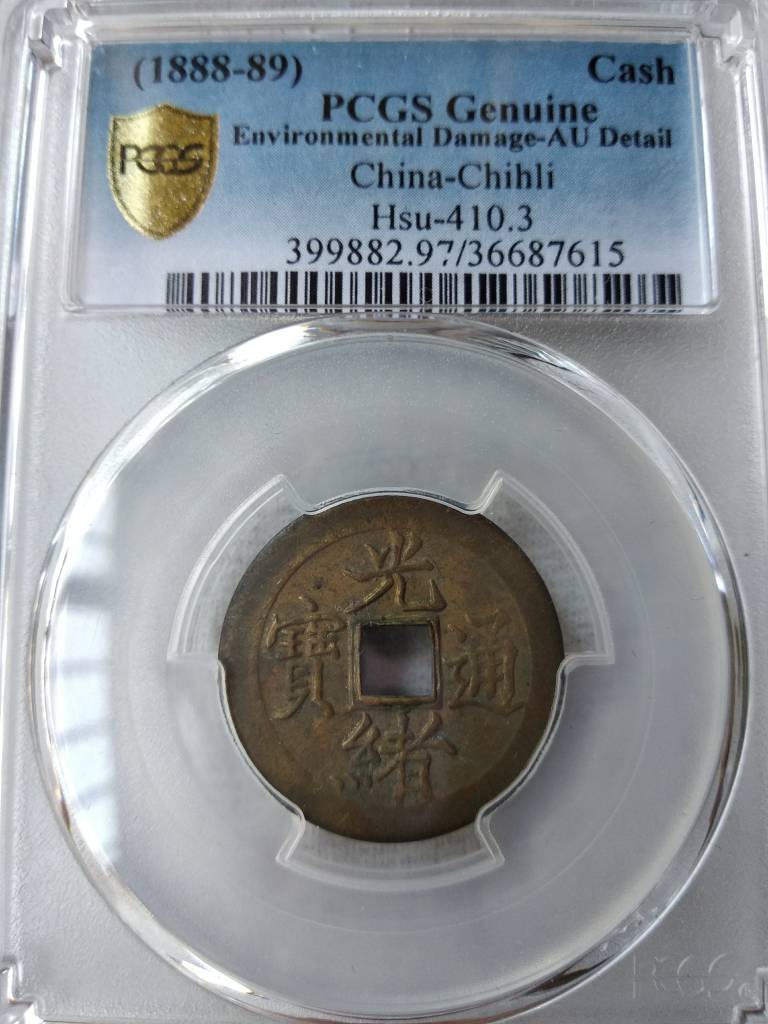 (1888-89) Cash
PCGS Genuine
PCGS
Environmental Damage-AU Detail
China-Chihli
Hsu-410.3
399882.97/36687615
光
寶 通
緒
PCGS